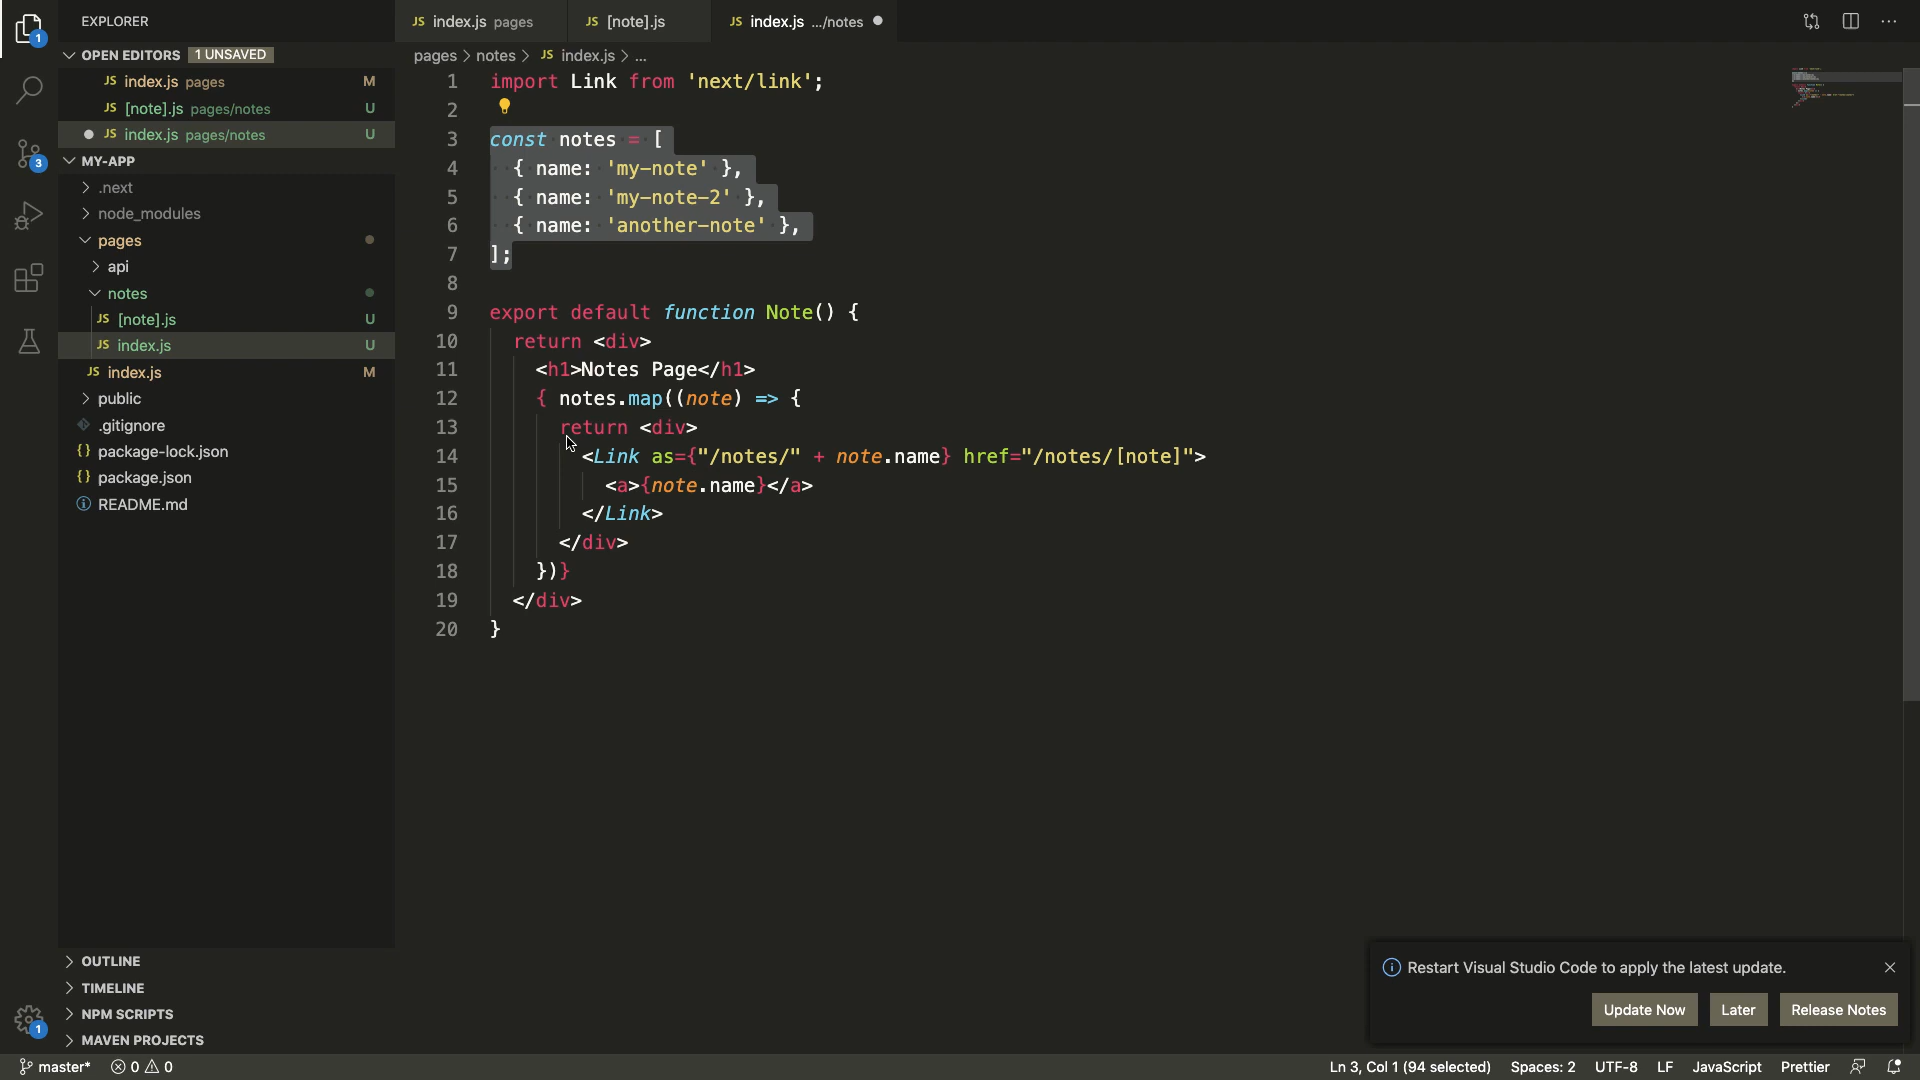 EXPLORER
OPEN EDITORS 1 UNSAVED
JS index.js pages M
JS [note].js pages/notes U
JS index.js pages/notes U
MY-APP
.next
node_modules
pages
api
notes
JS [note].js U
JS index.js U
JS index.js M
public
.gitignore
{} package-lock.json
{} package.json
README.md
OUTLINE
TIMELINE
NPM SCRIPTS
MAVEN PROJECTS
1
3
1
JS index.js pages
JS [note].js
JS index.js .../notes
pages > notes > JS index.js > ...
1 import Link from 'next/link';
2
3 const notes = [
4 { name: 'my-note' },
5 { name: 'my-note-2' },
6 { name: 'another-note' },
7 ];
8
9 export default function Note() {
10 return <div>
11 <h1>Notes Page</h1>
12 { notes.map((note) => {
13 return <div>
14 <Link as={"/notes/" + note.name} href="/notes/[note]">
15 <a>{note.name}</a>
16 </Link>
17 </div>
18 })}
19 </div>
20 }
Restart Visual Studio Code to apply the latest update.
Update Now Later Release Notes
master* 0 0
Ln 3, Col 1 (94 selected) Spaces: 2 UTF-8 LF JavaScript Prettier